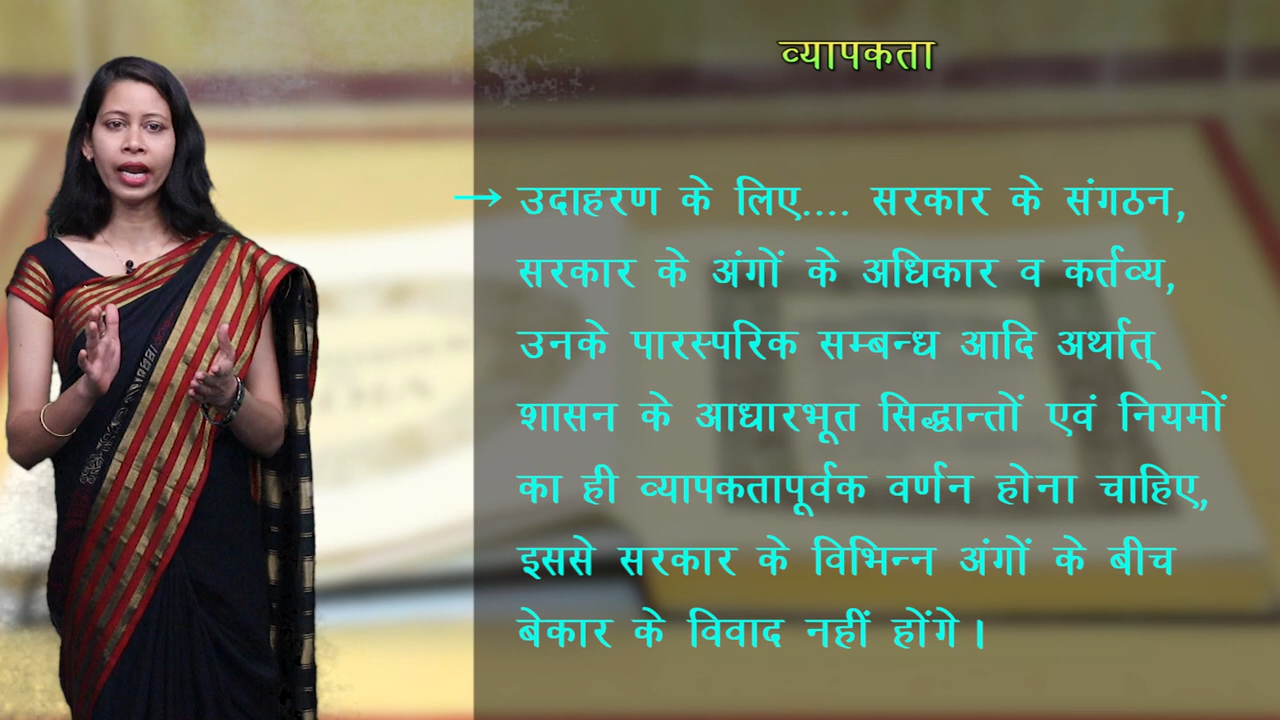 व्यापकता
→ उदाहरण के लिए.... सरकार के संगठन,
सरकार के अंगों के अधिकार व कर्तव्य,
उनके पारस्परिक सम्बन्ध आदि अर्थात्
शासन के आधारभूत सिद्धान्तों एवं नियमों
का ही व्यापकतापूर्वक वर्णन होना चाहिए,
इससे सरकार के विभिन्न अंगों के बीच
बेकार के विवाद नहीं होंगे।